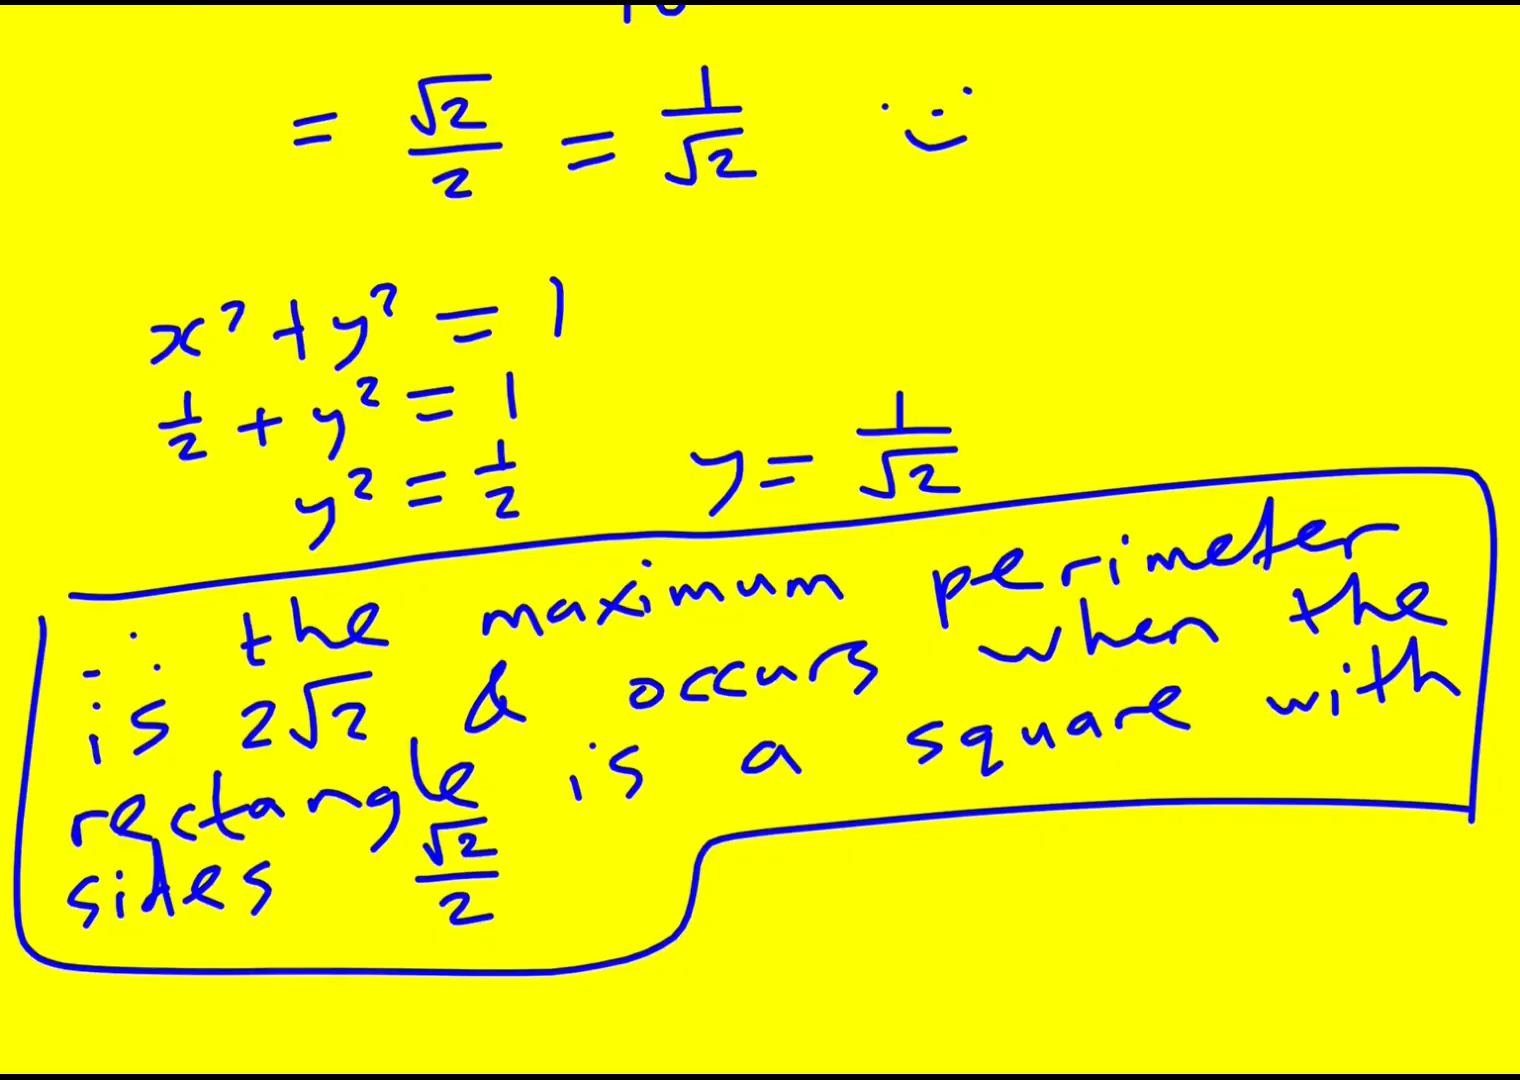 = √2/2 = 1/√2
x² + y² = 1
1/2 + y² = 1
y² = 1/2 y = 1/√2
∴ the maximum perimeter
is 2√2 & occurs when the
rectangle is a square with
sides √2/2